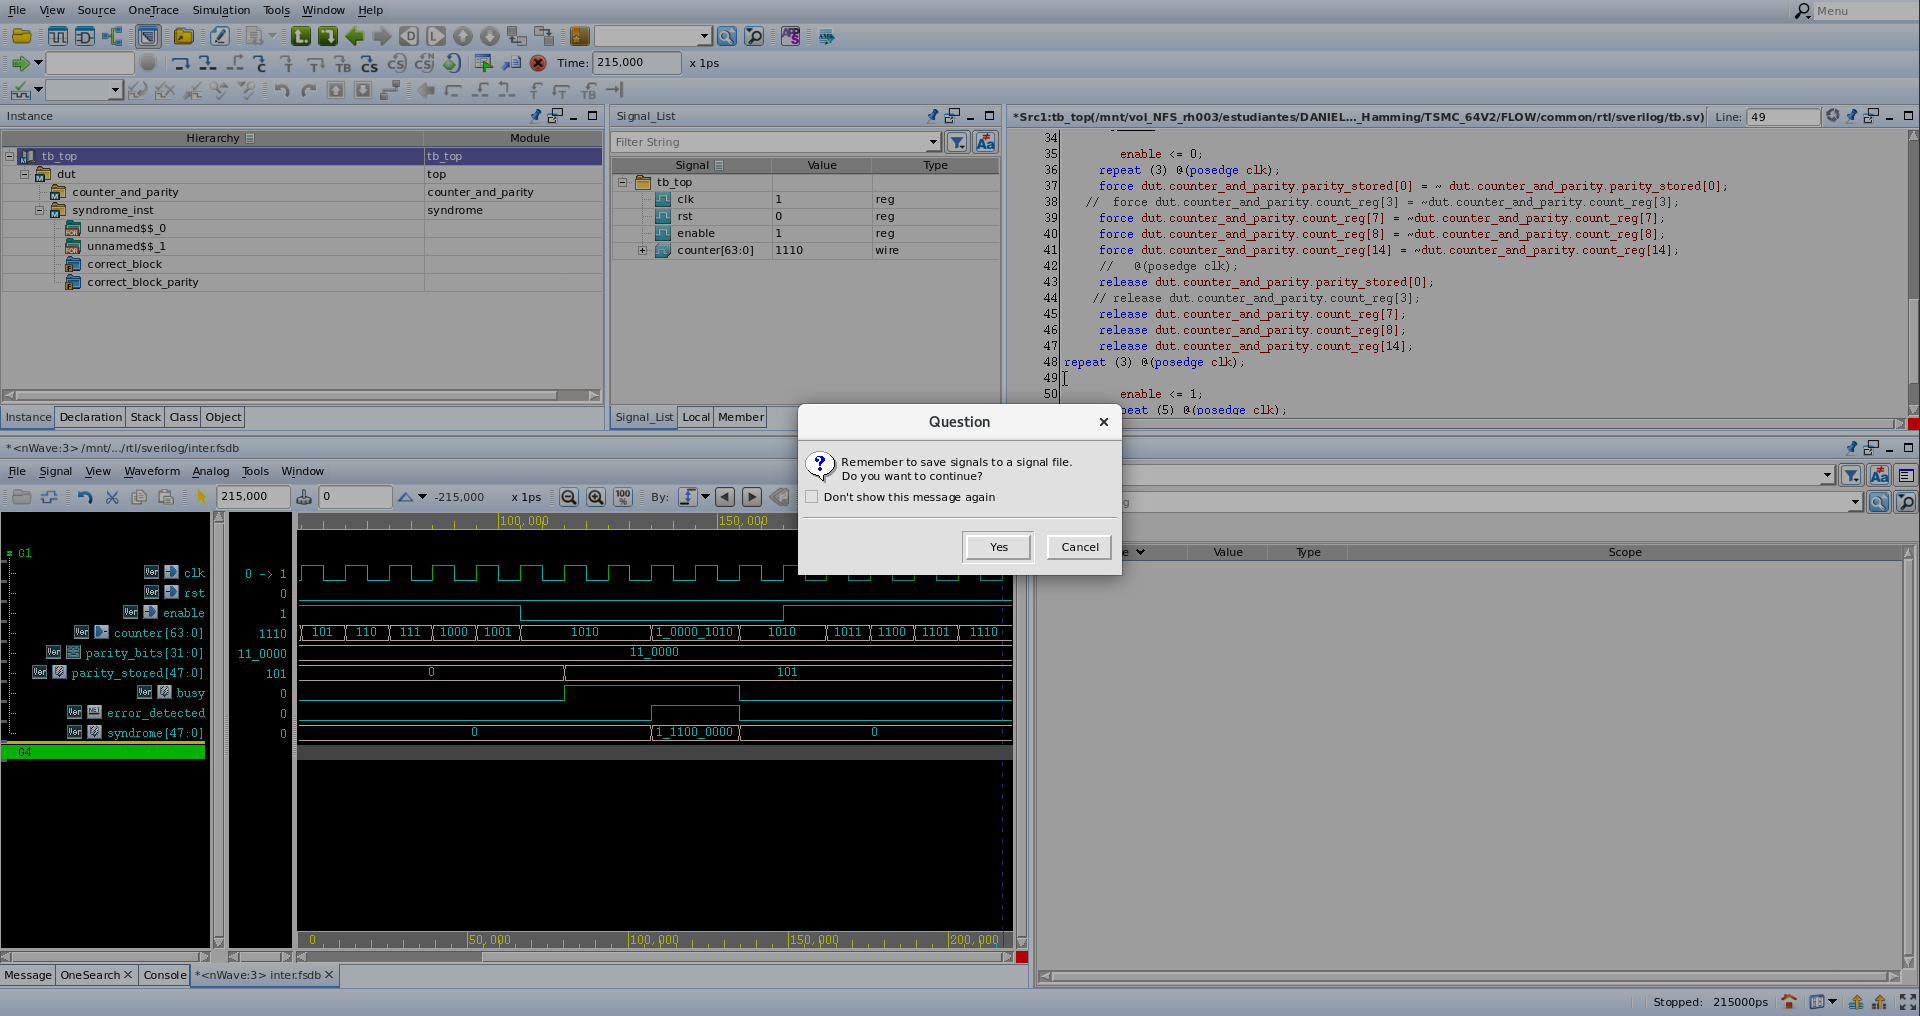 File View Source OneTrace Simulation Tools Window Help Menu
Time: 215,000 x 1ps
Instance
Hierarchy Module
tb_top tb_top
dut top
counter_and_parity counter_and_parity
syndrome_inst syndrome
unnamed$$_0
unnamed$$_1
correct_block
correct_block_parity
Instance Declaration Stack Class Object
Signal_List
Filter String
Signal Value Type
tb_top
clk 1 reg
rst 0 reg
enable 1 reg
counter[63:0] 1110 wire
Signal_List Local Member
*Src1:tb_top(/mnt/vol_NFS_rh003/estudiantes/DANIEL..._Hamming/TSMC_64V2/FLOW/common/rtl/sverilog/tb.sv) Line: 49
34
35 enable <= 0;
36 repeat (3) @(posedge clk);
37 force dut.counter_and_parity.parity_stored[0] = ~ dut.counter_and_parity.parity_stored[0];
38 // force dut.counter_and_parity.count_reg[3] = ~dut.counter_and_parity.count_reg[3];
39 force dut.counter_and_parity.count_reg[7] = ~dut.counter_and_parity.count_reg[7];
40 force dut.counter_and_parity.count_reg[8] = ~dut.counter_and_parity.count_reg[8];
41 force dut.counter_and_parity.count_reg[14] = ~dut.counter_and_parity.count_reg[14];
42 // @(posedge clk);
43 release dut.counter_and_parity.parity_stored[0];
44 // release dut.counter_and_parity.count_reg[3];
45 release dut.counter_and_parity.count_reg[7];
46 release dut.counter_and_parity.count_reg[8];
47 release dut.counter_and_parity.count_reg[14];
48 repeat (3) @(posedge clk);
49
50 enable <= 1;
peat (5) @(posedge clk);
Question
Remember to save signals to a signal file.
Do you want to continue?
Don't show this message again
Yes Cancel
*<nWave:3> /mnt/.../rtl/sverilog/inter.fsdb
File Signal View Waveform Analog Tools Window
215,000 0 -215,000 x 1ps 100% By:
100,000 150,000
G1
clk 0 -> 1
rst 0
enable 1
counter[63:0] 1110 101 110 111 1000 1001 1010 1_0000_1010 1010 1011 1100 1101 1110
parity_bits[31:0] 11_0000 11_0000
parity_stored[47:0] 101 0 101
busy 0
error_detected 0
syndrome[47:0] 0 0 1_1100_0000 0
G4
0 50,000 100,000 150,000 200,000
e Value Type Scope
Message OneSearch Console *<nWave:3> inter.fsdb
Stopped: 215000ps